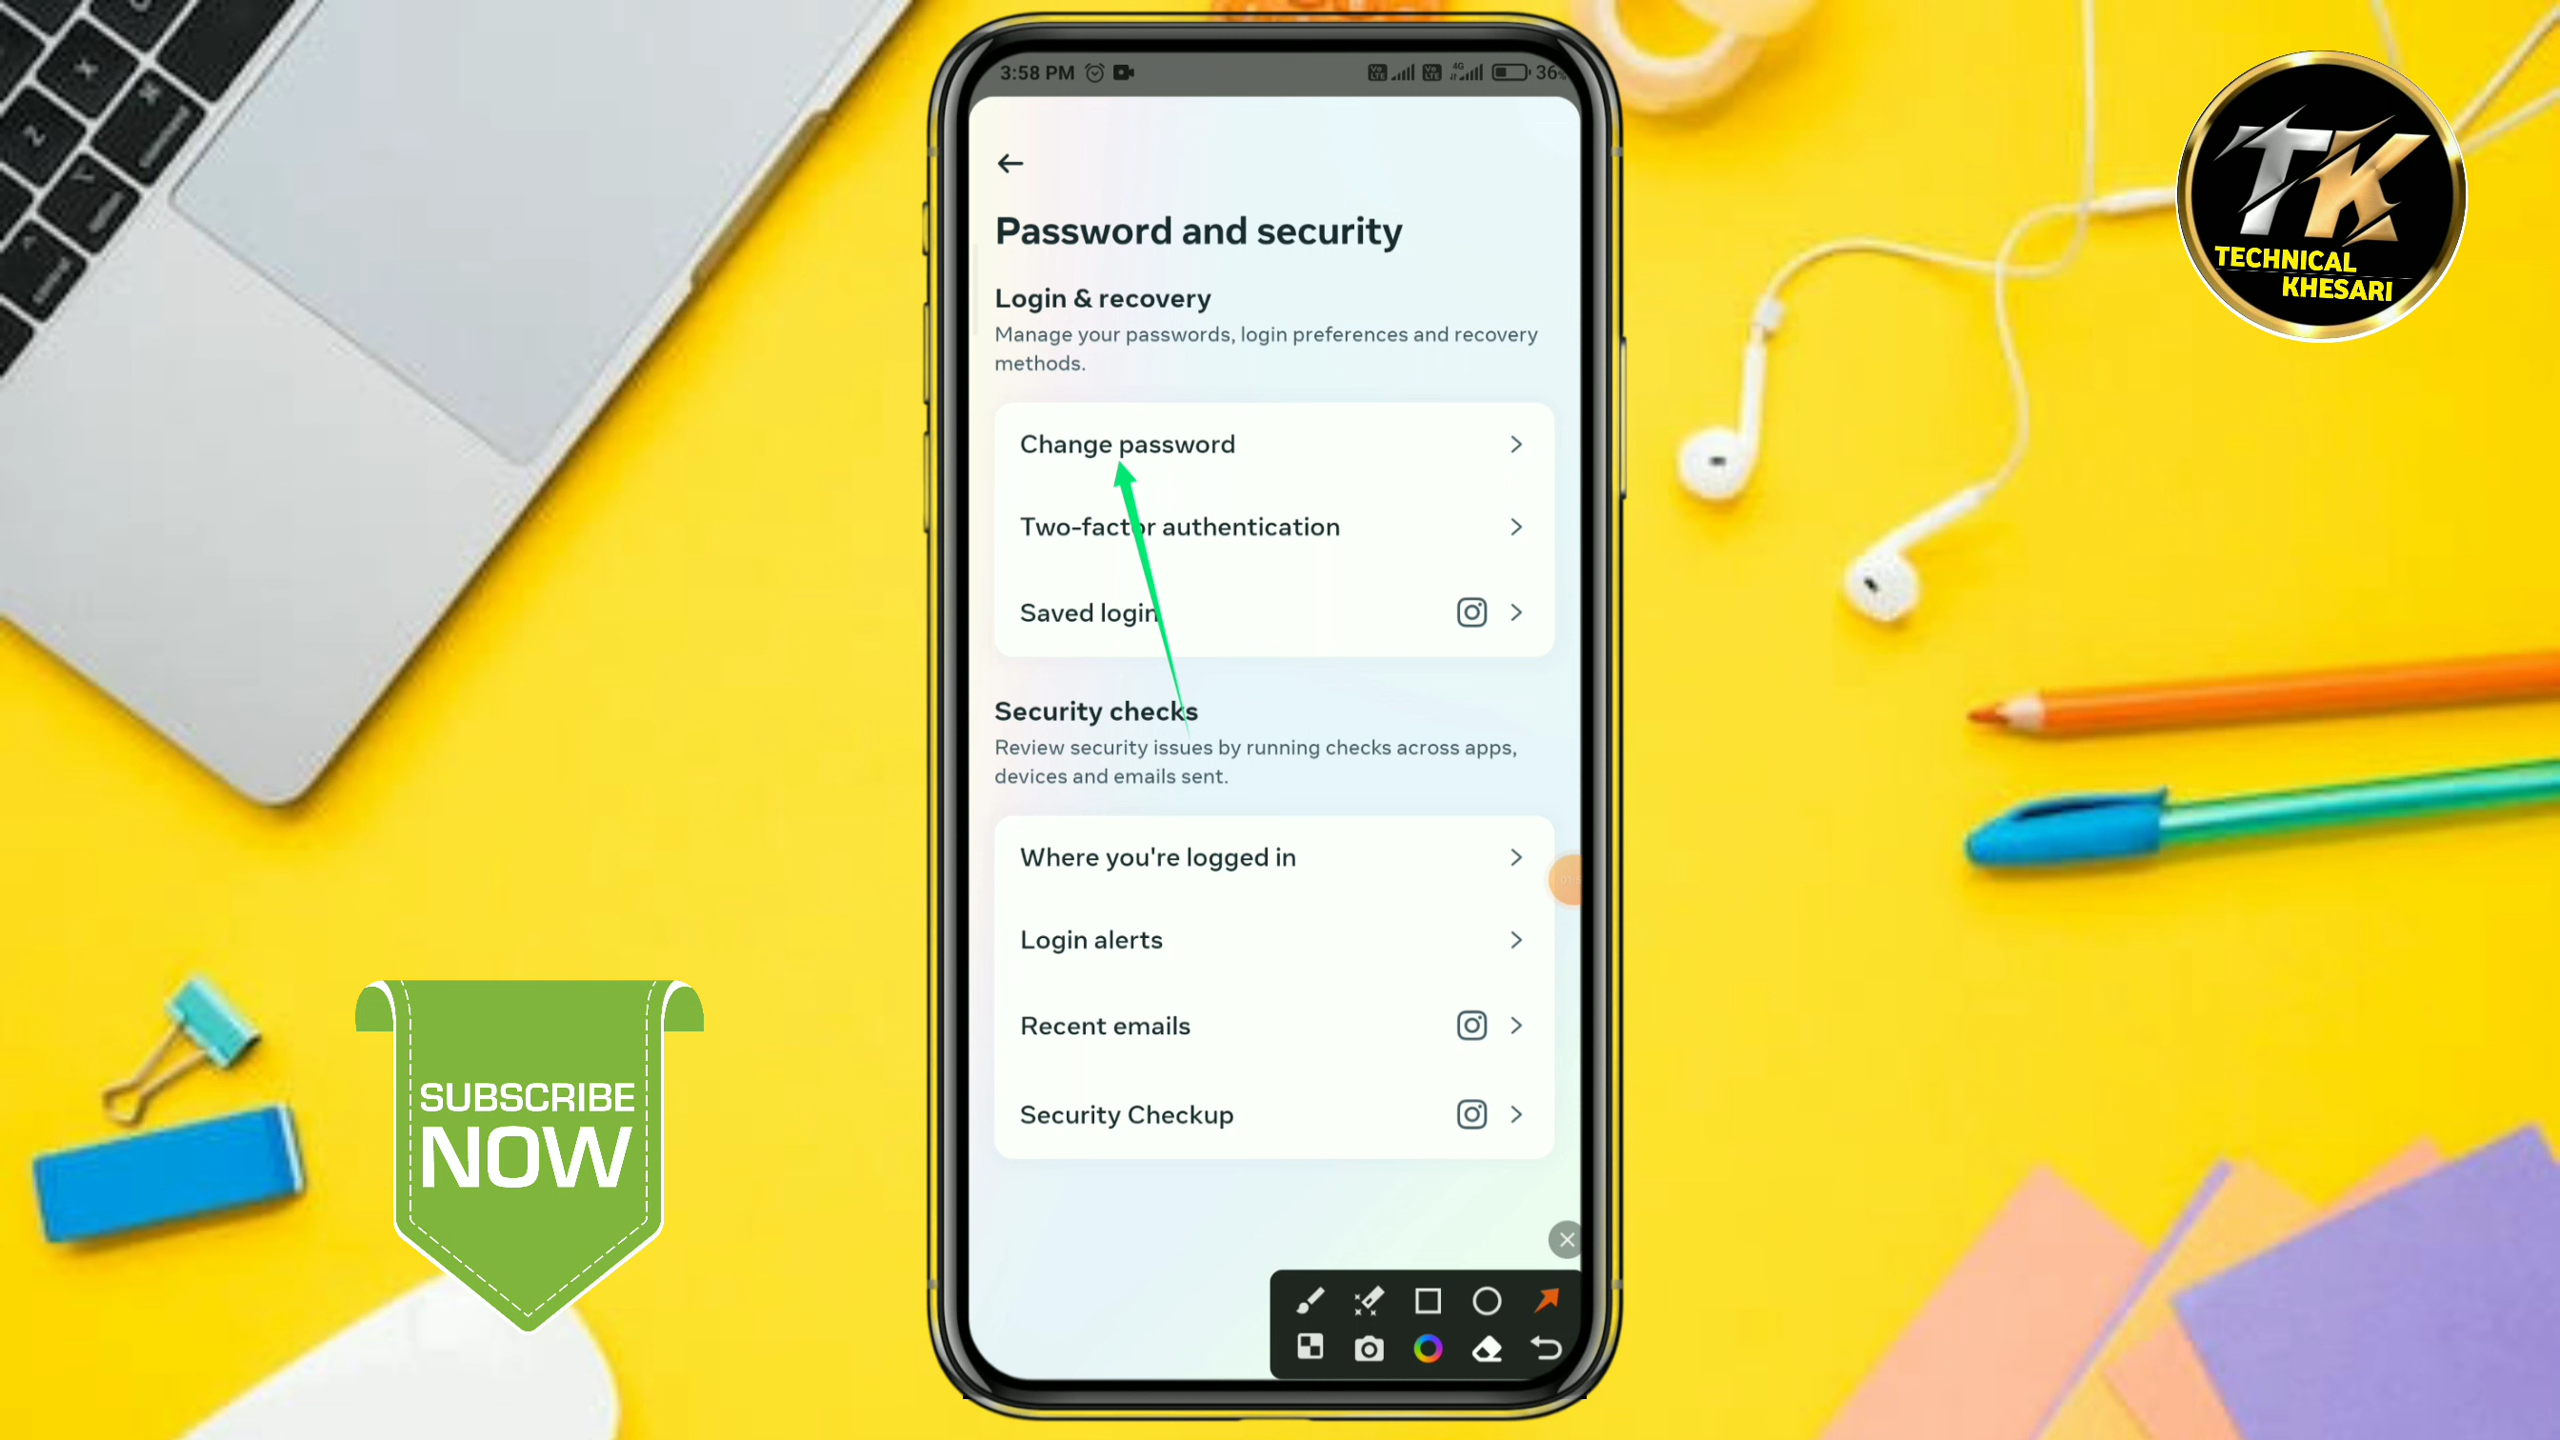 3:58 PM
4G
36
Password and security
Login & recovery
Manage your passwords, login preferences and recovery
methods.
Change password
Two-factor authentication
Saved login
Security checks
Review security issues by running checks across apps,
devices and emails sent.
Where you're logged in
Login alerts
Recent emails
Security Checkup
TK
TECHNICAL
KHESARI
SUBSCRIBE
NOW